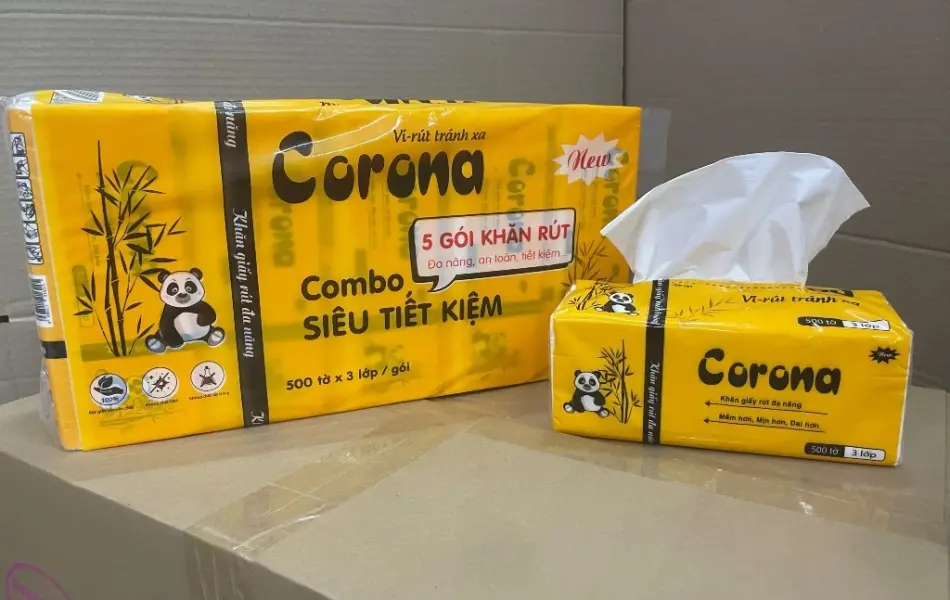 Vi-rút tránh xa
Corona
New
5 GÓI KHĂN RÚT
Đa năng, an toàn, tiết kiệm...
Combo
SIÊU TIẾT KIỆM
500 tờ x 3 lớp / gói
Khăn giấy rút đa năng
100%
Vi-rút tránh xa
500 tờ 3 lớp
New
Corona
Khăn giấy rút đa năng
Mềm hơn, Mịn hơn, Dai hơn
500 tờ 3 lớp
Khăn giấy rút đa năng